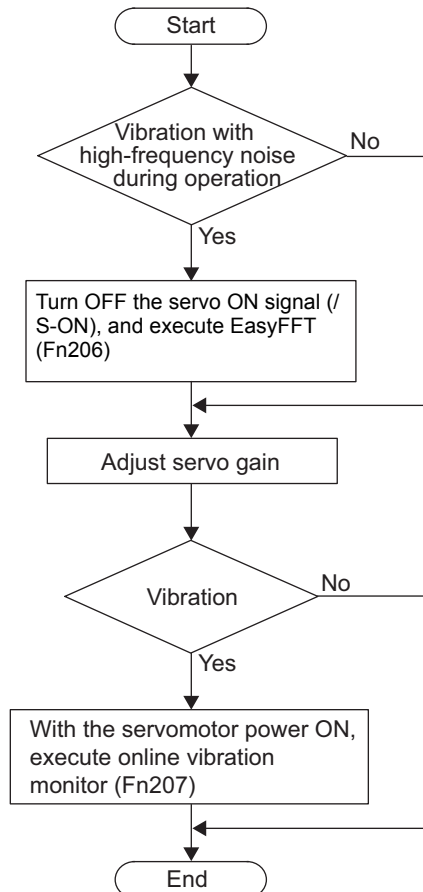 Start
Vibration with
high-frequency noise
during operation
No
Yes
Turn OFF the servo ON signal (/
S-ON), and execute EasyFFT
(Fn206)
Adjust servo gain
Vibration
No
Yes
With the servomotor power ON,
execute online vibration
monitor (Fn207)
End